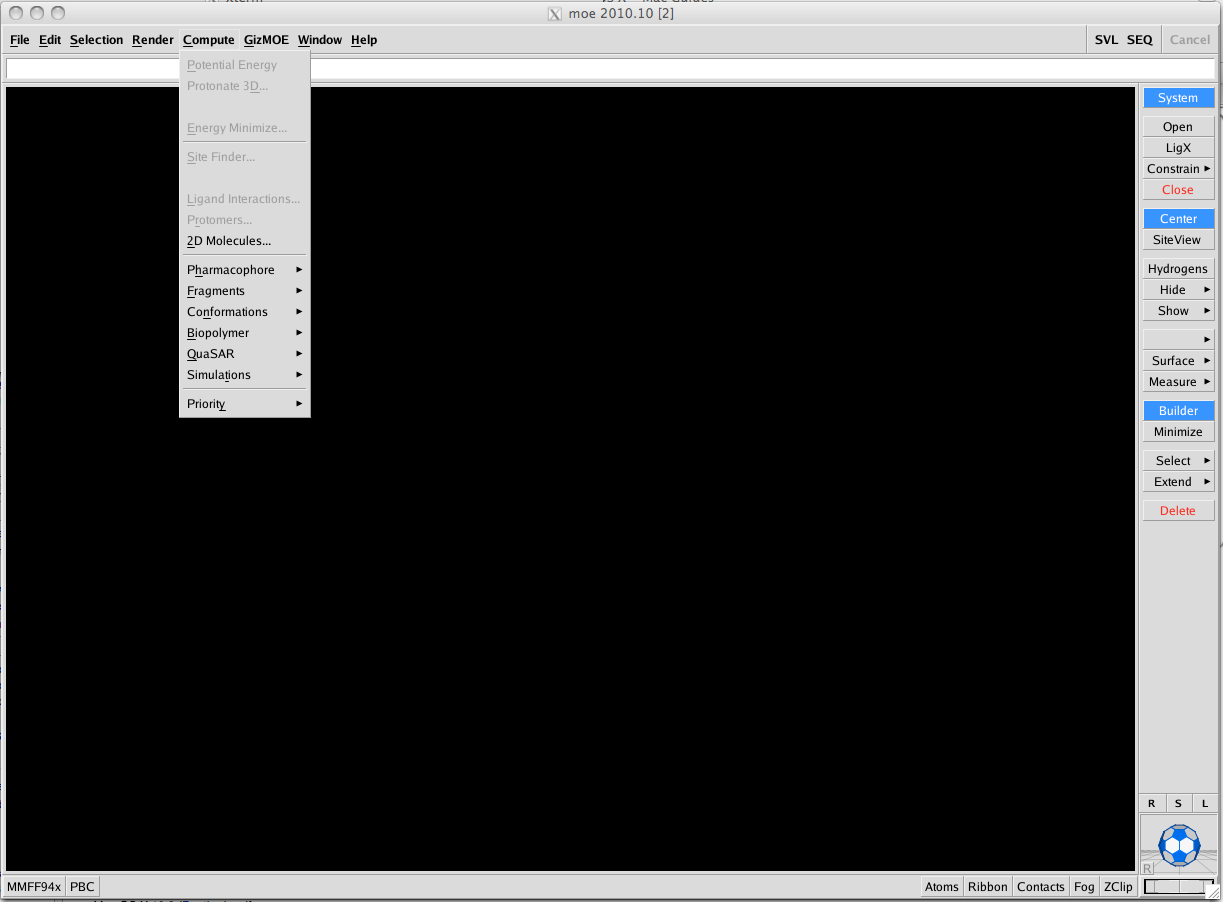 moe 2010.10 [2]
File Edit Selection Render Compute GizMOE Window Help SVL SEQ Cancel
Potential Energy
Protonate 3D...
Energy Minimize...
Site Finder...
Ligand Interactions...
Protomers...
2D Molecules...
Pharmacophore
Fragments
Conformations
Biopolymer
QuaSAR
Simulations
Priority
System
Open
LigX
Constrain
Close
Center
SiteView
Hydrogens
Hide
Show
Surface
Measure
Builder
Minimize
Select
Extend
Delete
R S L
R
MMFF94x PBC Atoms Ribbon Contacts Fog ZClip